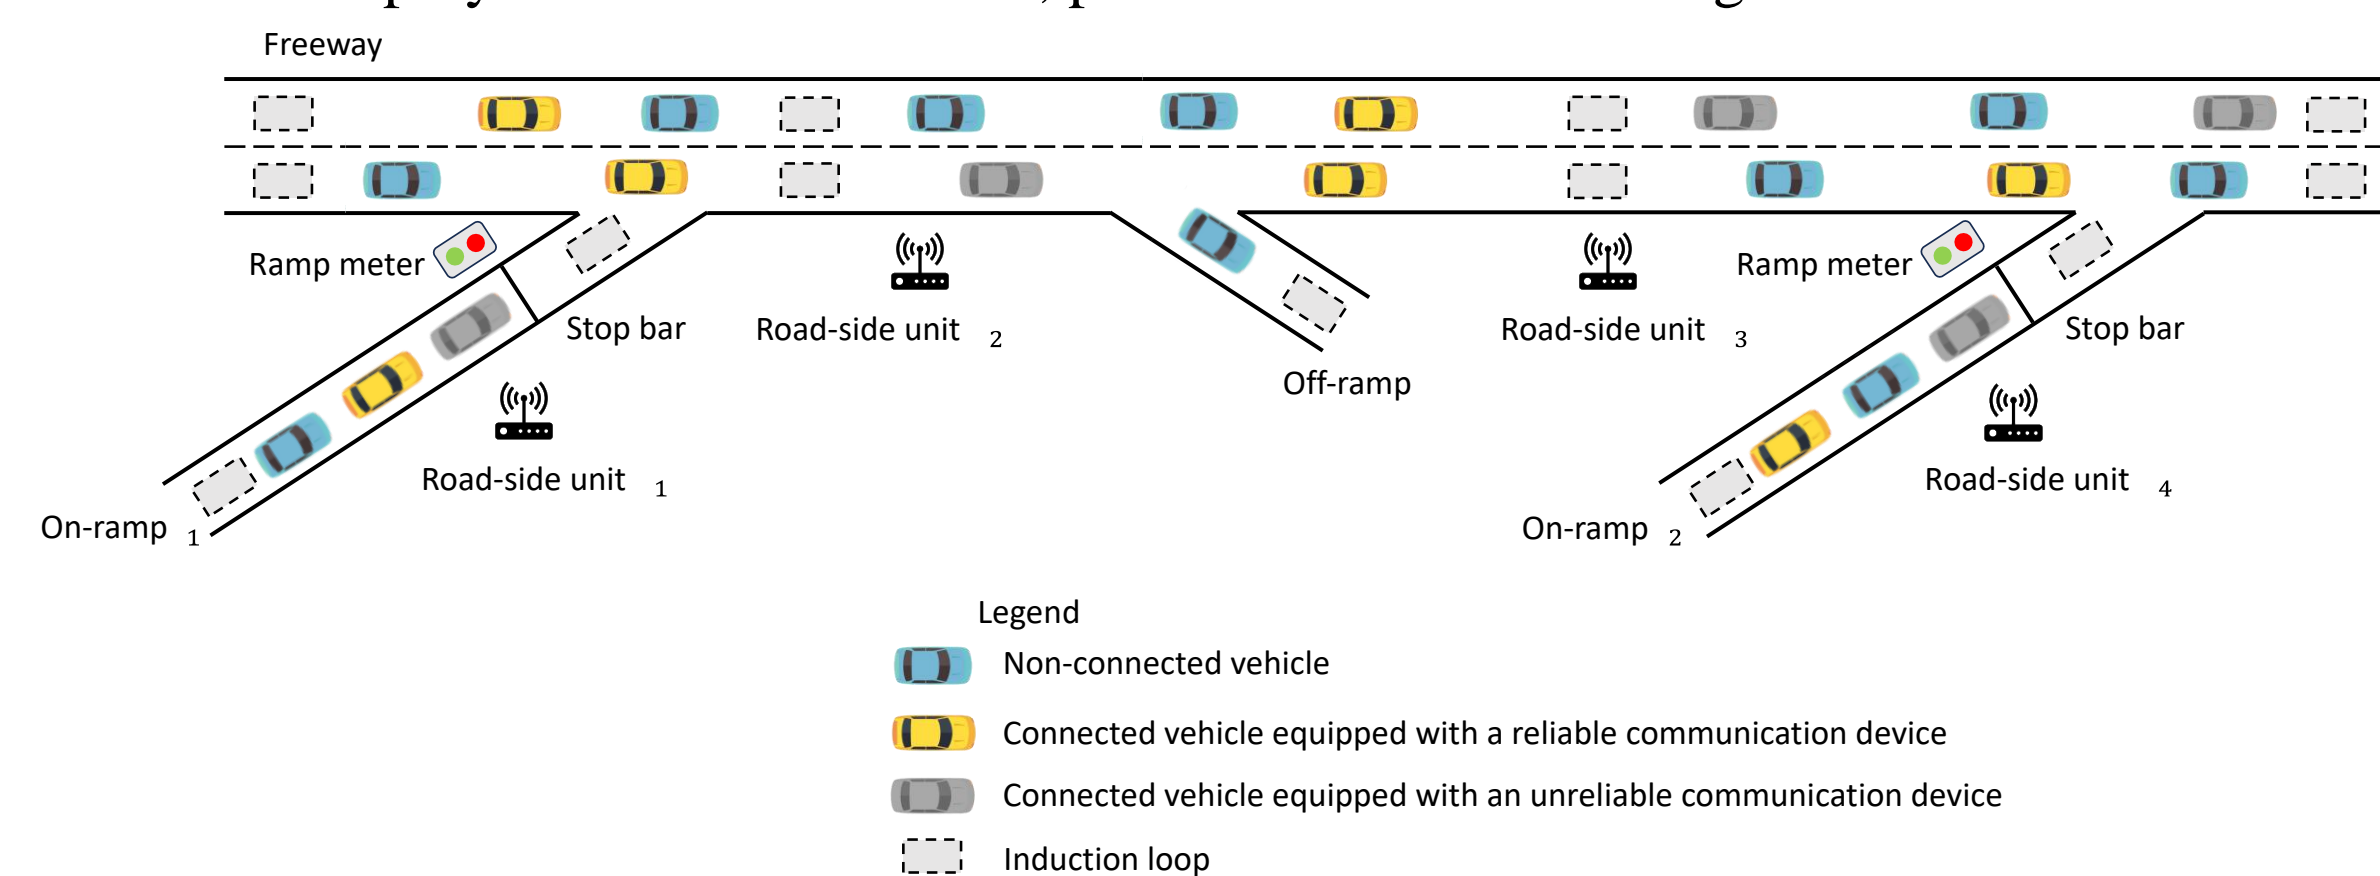 Freeway
Ramp meter
Ramp meter
Stop bar
Road-side unit 2
Road-side unit 3
Stop bar
Off-ramp
Road-side unit 1
Road-side unit 4
On-ramp 1
On-ramp 2
Legend
Non-connected vehicle
Connected vehicle equipped with a reliable communication device
Connected vehicle equipped with an unreliable communication device
Induction loop